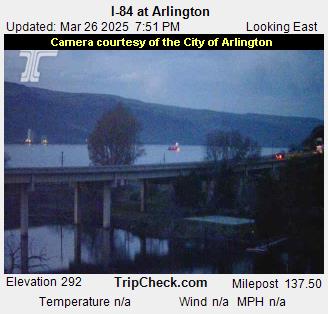 I-84 at Arlington
Updated: Mar 26 2025 7:51 PM Looking East
Camera courtesy of the City of Arlington
Elevation 292 TripCheck.com Milepost 137.50
Temperature n/a Wind n/a MPH n/a